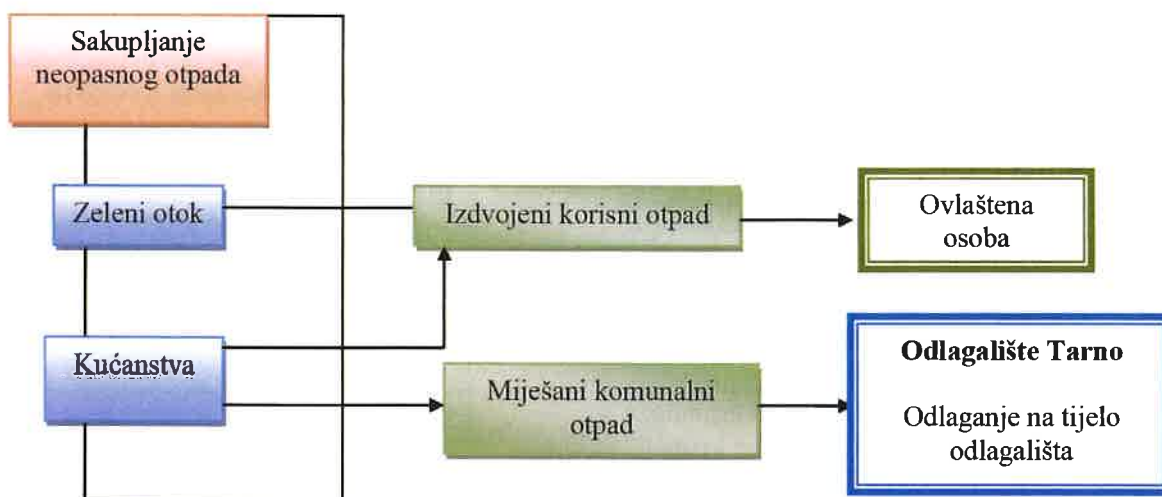 Sakupljanje
neopasnog otpada
Zeleni otok
Izdvojeni korisni otpad
Ovlaštena
osoba
Kućanstva
Miješani komunalni
otpad
Odlagalište Tarno
Odlaganje na tijelo
odlagališta